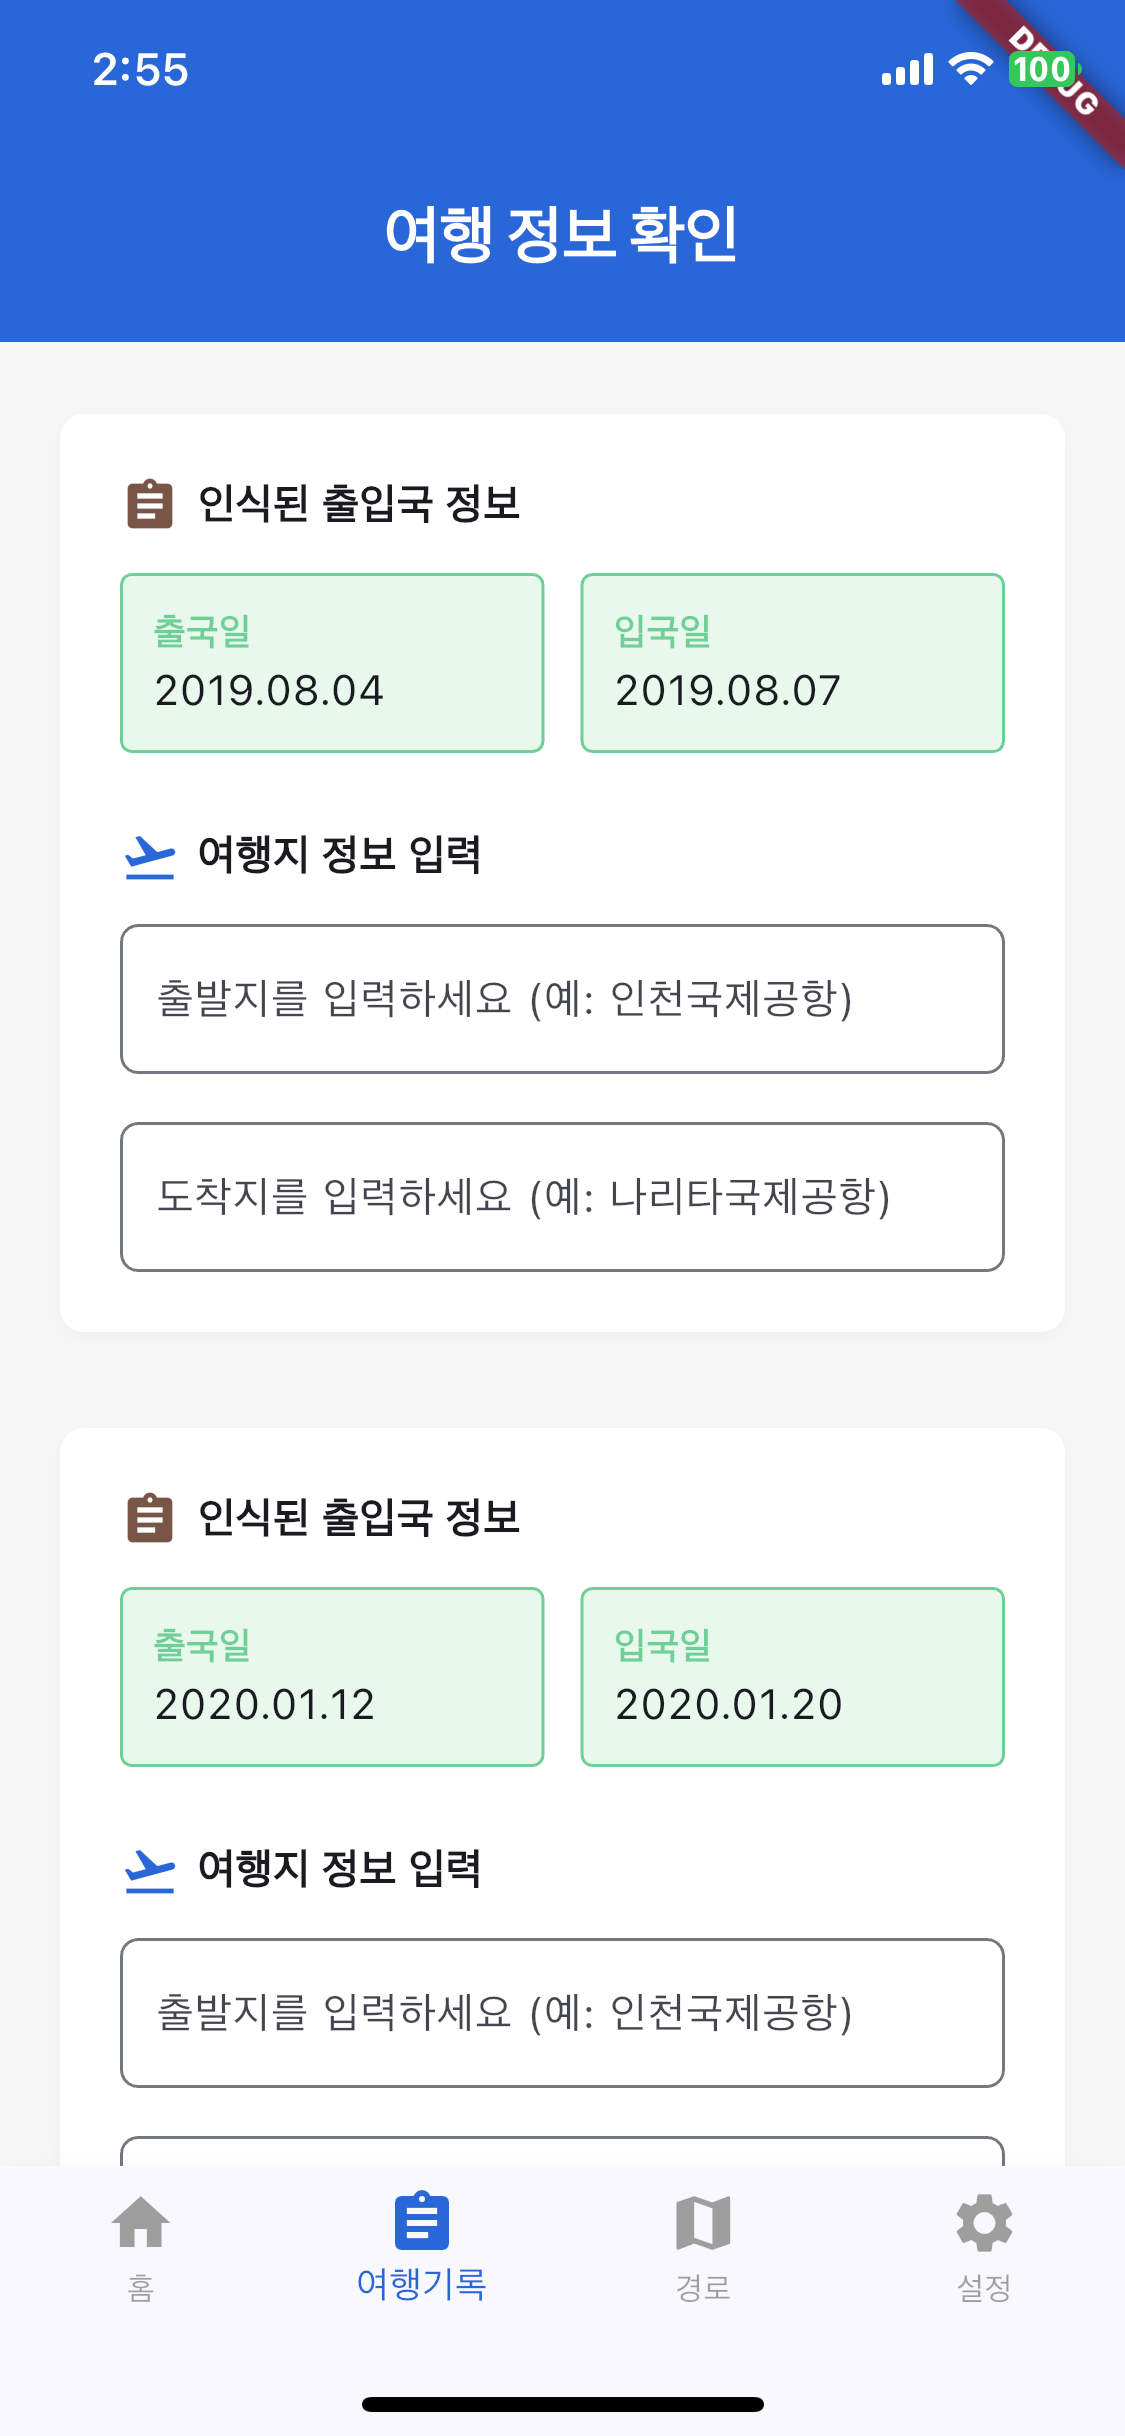 2:55
100
DEBUG
여행 정보 확인
인식된 출입국 정보
출국일
2019.08.04
입국일
2019.08.07
여행지 정보 입력
출발지를 입력하세요 (예: 인천국제공항)
도착지를 입력하세요 (예: 나리타국제공항)
인식된 출입국 정보
출국일
2020.01.12
입국일
2020.01.20
여행지 정보 입력
출발지를 입력하세요 (예: 인천국제공항)
홈
여행기록
경로
설정